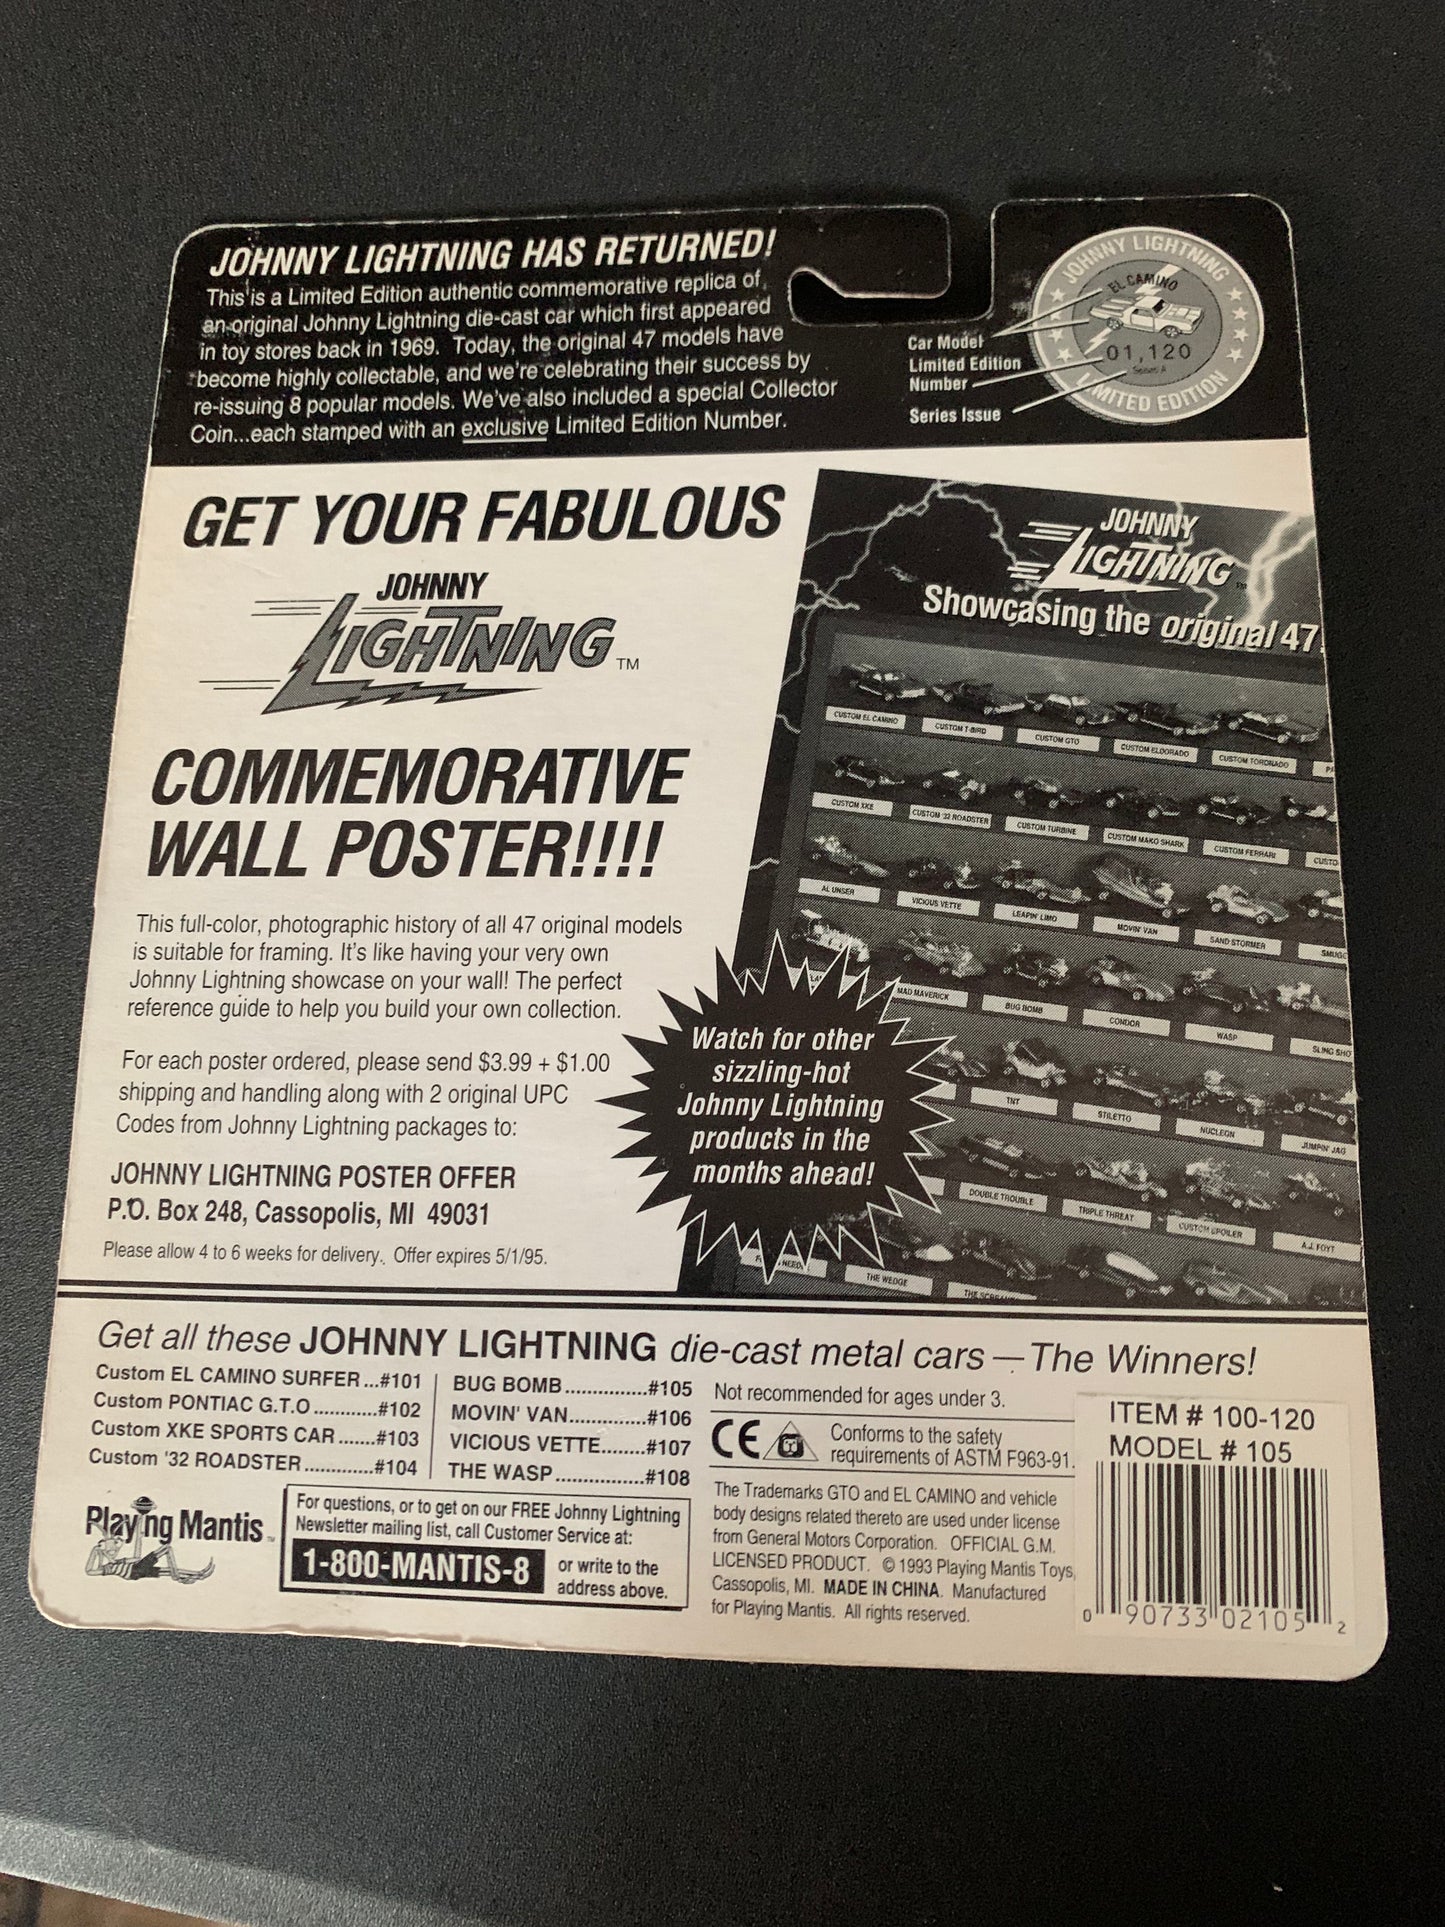 JOHNNY LIGHTNING HAS RETURNED!
This is a Limited Edition authentic commemorative replica of
an original Johnny Lightning die-cast car which first appeared
in toy stores back in 1969. Today, the original 47 models have
become highly collectable, and we're celebrating their success by
re-issuing 8 popular models. We've also included a special Collector
Coin...each stamped with an exclusive Limited Edition Number.
JOHNNY LIGHTNING
EL CAMINO
01,120
Series A
LIMITED EDITION
Car Model
Limited Edition
Number
Series Issue
GET YOUR FABULOUS
JOHNNY
LIGHTNING TM
COMMEMORATIVE
WALL POSTER!!!!
This full-color, photographic history of all 47 original models
is suitable for framing. It's like having your very own
Johnny Lightning showcase on your wall! The perfect
reference guide to help you build your own collection.
For each poster ordered, please send $3.99 + $1.00
shipping and handling along with 2 original UPC
Codes from Johnny Lightning packages to:
JOHNNY LIGHTNING POSTER OFFER
P.O. Box 248, Cassopolis, MI 49031
Please allow 4 to 6 weeks for delivery. Offer expires 5/1/95.
JOHNNY
LIGHTNING
Showcasing the original 47
CUSTOM EL CAMINO CUSTOM T-BIRD CUSTOM GTO CUSTOM ELDORADO CUSTOM TORONADO
CUSTOM XKE CUSTOM '32 ROADSTER CUSTOM TURBINE CUSTOM MAKO SHARK CUSTOM FERRARI CUSTO
AL UNSER VICIOUS VETTE LEAPIN' LIMO MOVIN' VAN SAND STORMER SMUG
MAD MAVERICK BUG BOMB CONDOR WASP SLING SHO
TNT STILETTO NUCLEON JUMPIN' JAG
DOUBLE TROUBLE TRIPLE THREAT CUSTOM SPOILER A.J. FOYT
THE WEDGE
Watch for other
sizzling-hot
Johnny Lightning
products in the
months ahead!
Get all these JOHNNY LIGHTNING die-cast metal cars — The Winners!
Custom EL CAMINO SURFER...#101
Custom PONTIAC G.T.O............#102
Custom XKE SPORTS CAR.......#103
Custom '32 ROADSTER............#104
BUG BOMB...............#105
MOVIN' VAN..............#106
VICIOUS VETTE........#107
THE WASP................#108
Playing Mantis TM
For questions, or to get on our FREE Johnny Lightning
Newsletter mailing list, call Customer Service at:
1-800-MANTIS-8 or write to the
address above.
Not recommended for ages under 3.
CE Conforms to the safety
requirements of ASTM F963-91.
The Trademarks GTO and EL CAMINO and vehicle
body designs related thereto are used under license
from General Motors Corporation. OFFICIAL G.M.
LICENSED PRODUCT. © 1993 Playing Mantis Toys,
Cassopolis, MI. MADE IN CHINA. Manufactured
for Playing Mantis. All rights reserved.
ITEM # 100-120
MODEL # 105
0 90733 02105 2